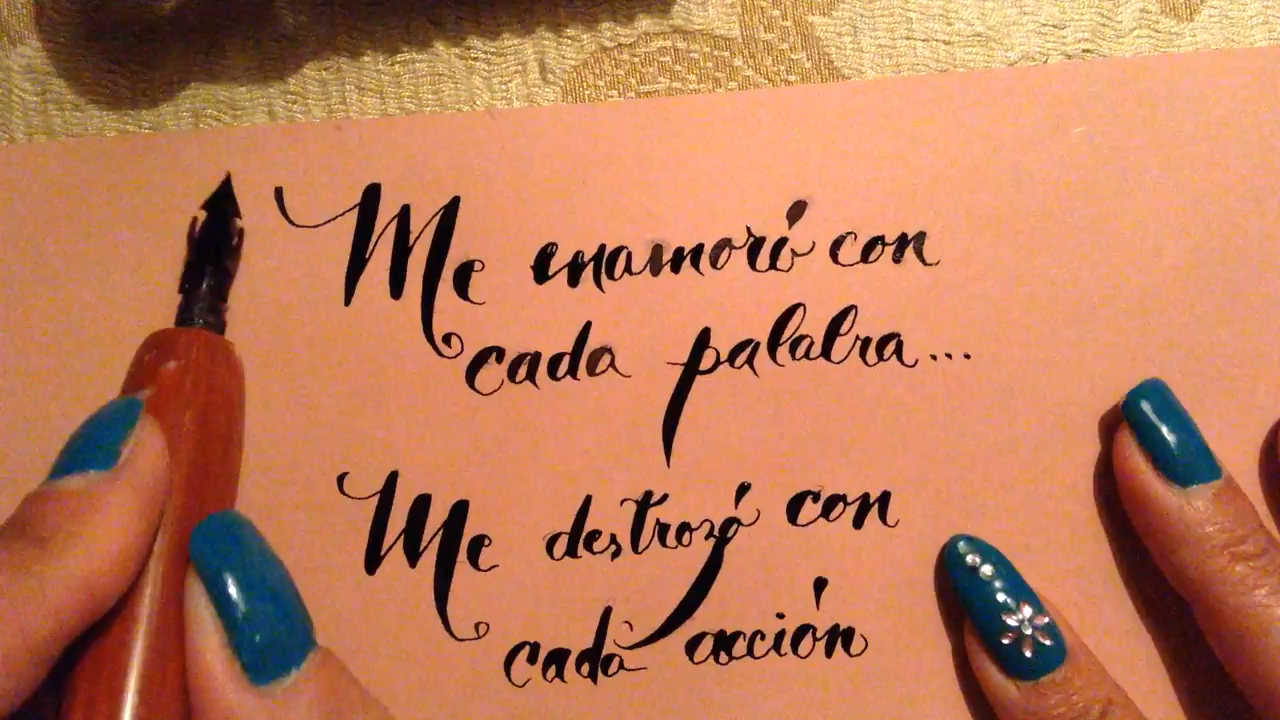 Me enamoró con
cada palabra...
Me destrozó con
cada acción